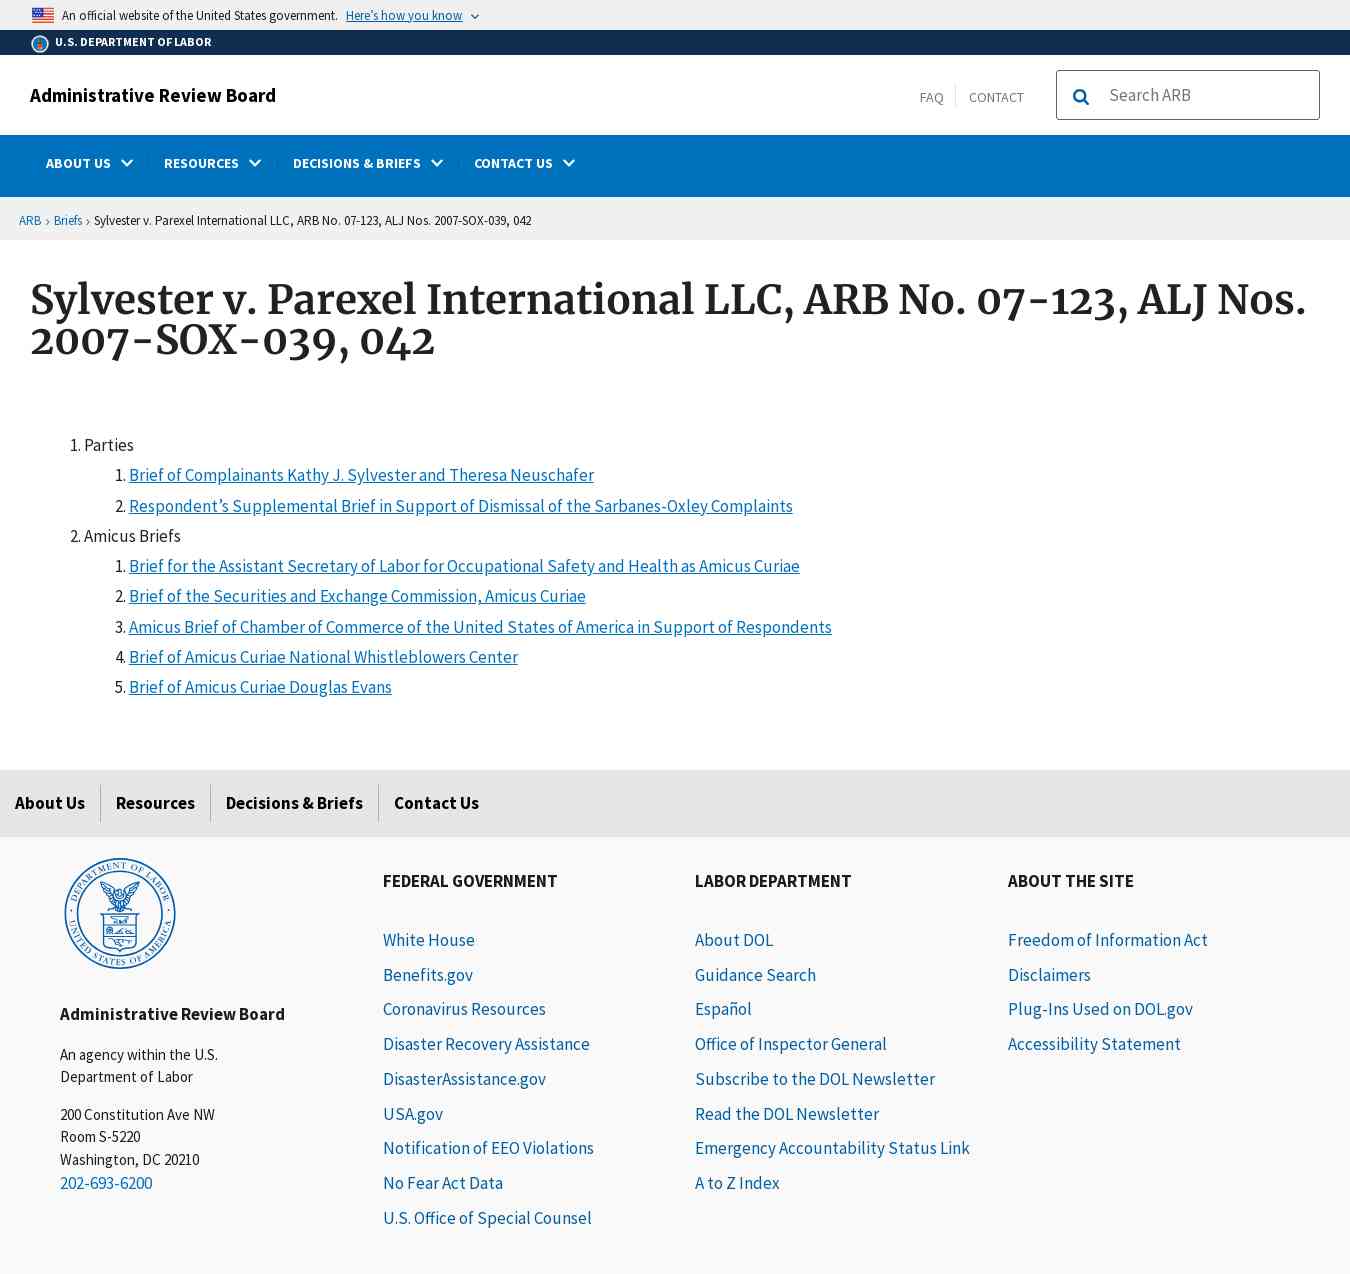 An official website of the United States government. Here’s how you know
U.S. DEPARTMENT OF LABOR
Administrative Review Board
FAQ
CONTACT
Search ARB
ABOUT US
RESOURCES
DECISIONS & BRIEFS
CONTACT US
ARB › Briefs › Sylvester v. Parexel International LLC, ARB No. 07-123, ALJ Nos. 2007-SOX-039, 042
Sylvester v. Parexel International LLC, ARB No. 07-123, ALJ Nos.
2007-SOX-039, 042
1. Parties
1. Brief of Complainants Kathy J. Sylvester and Theresa Neuschafer
2. Respondent’s Supplemental Brief in Support of Dismissal of the Sarbanes-Oxley Complaints
2. Amicus Briefs
1. Brief for the Assistant Secretary of Labor for Occupational Safety and Health as Amicus Curiae
2. Brief of the Securities and Exchange Commission, Amicus Curiae
3. Amicus Brief of Chamber of Commerce of the United States of America in Support of Respondents
4. Brief of Amicus Curiae National Whistleblowers Center
5. Brief of Amicus Curiae Douglas Evans
About Us
Resources
Decisions & Briefs
Contact Us
DEPARTMENT OF LABOR
UNITED STATES OF AMERICA
Administrative Review Board
An agency within the U.S.
Department of Labor
200 Constitution Ave NW
Room S-5220
Washington, DC 20210
202-693-6200
FEDERAL GOVERNMENT
White House
Benefits.gov
Coronavirus Resources
Disaster Recovery Assistance
DisasterAssistance.gov
USA.gov
Notification of EEO Violations
No Fear Act Data
U.S. Office of Special Counsel
LABOR DEPARTMENT
About DOL
Guidance Search
Español
Office of Inspector General
Subscribe to the DOL Newsletter
Read the DOL Newsletter
Emergency Accountability Status Link
A to Z Index
ABOUT THE SITE
Freedom of Information Act
Disclaimers
Plug-Ins Used on DOL.gov
Accessibility Statement